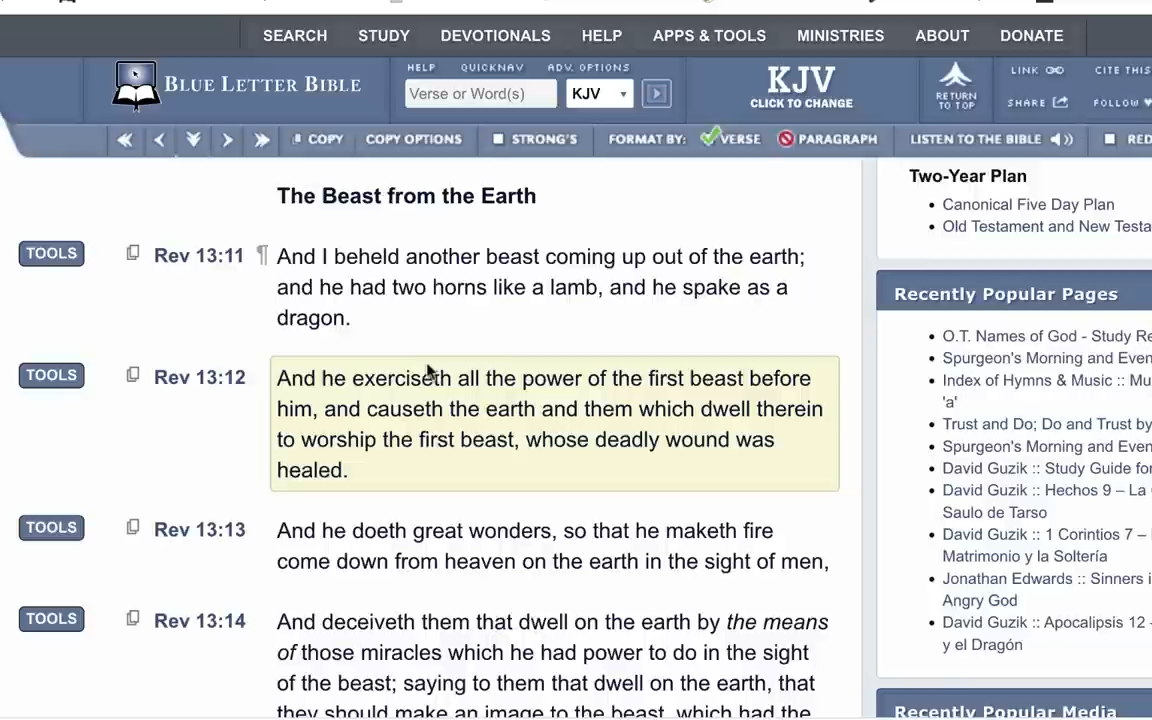 SEARCH STUDY DEVOTIONALS HELP APPS & TOOLS MINISTRIES ABOUT DONATE
BLUE LETTER BIBLE
HELP QUICKNAV ADV. OPTIONS
Verse or Word(s) KJV
KJV
CLICK TO CHANGE
RETURN
TO TOP
LINK CITE THIS
SHARE FOLLOW
COPY COPY OPTIONS STRONG'S FORMAT BY: VERSE PARAGRAPH LISTEN TO THE BIBLE RED
The Beast from the Earth
TOOLS Rev 13:11 ¶ And I beheld another beast coming up out of the earth;
and he had two horns like a lamb, and he spake as a
dragon.
TOOLS Rev 13:12 And he exerciseth all the power of the first beast before
him, and causeth the earth and them which dwell therein
to worship the first beast, whose deadly wound was
healed.
TOOLS Rev 13:13 And he doeth great wonders, so that he maketh fire
come down from heaven on the earth in the sight of men,
TOOLS Rev 13:14 And deceiveth them that dwell on the earth by the means
of those miracles which he had power to do in the sight
of the beast; saying to them that dwell on the earth, that
they should make an image to the beast, which had the
Two-Year Plan
• Canonical Five Day Plan
• Old Testament and New Testa
Recently Popular Pages
• O.T. Names of God - Study Re
• Spurgeon's Morning and Even
• Index of Hymns & Music :: Mu
'a'
• Trust and Do; Do and Trust by
• Spurgeon's Morning and Even
• David Guzik :: Study Guide for
• David Guzik :: Hechos 9 – La
Saulo de Tarso
• David Guzik :: 1 Corintios 7 –
Matrimonio y la Soltería
• Jonathan Edwards :: Sinners i
Angry God
• David Guzik :: Apocalipsis 12 -
y el Dragón
Recently Popular Media